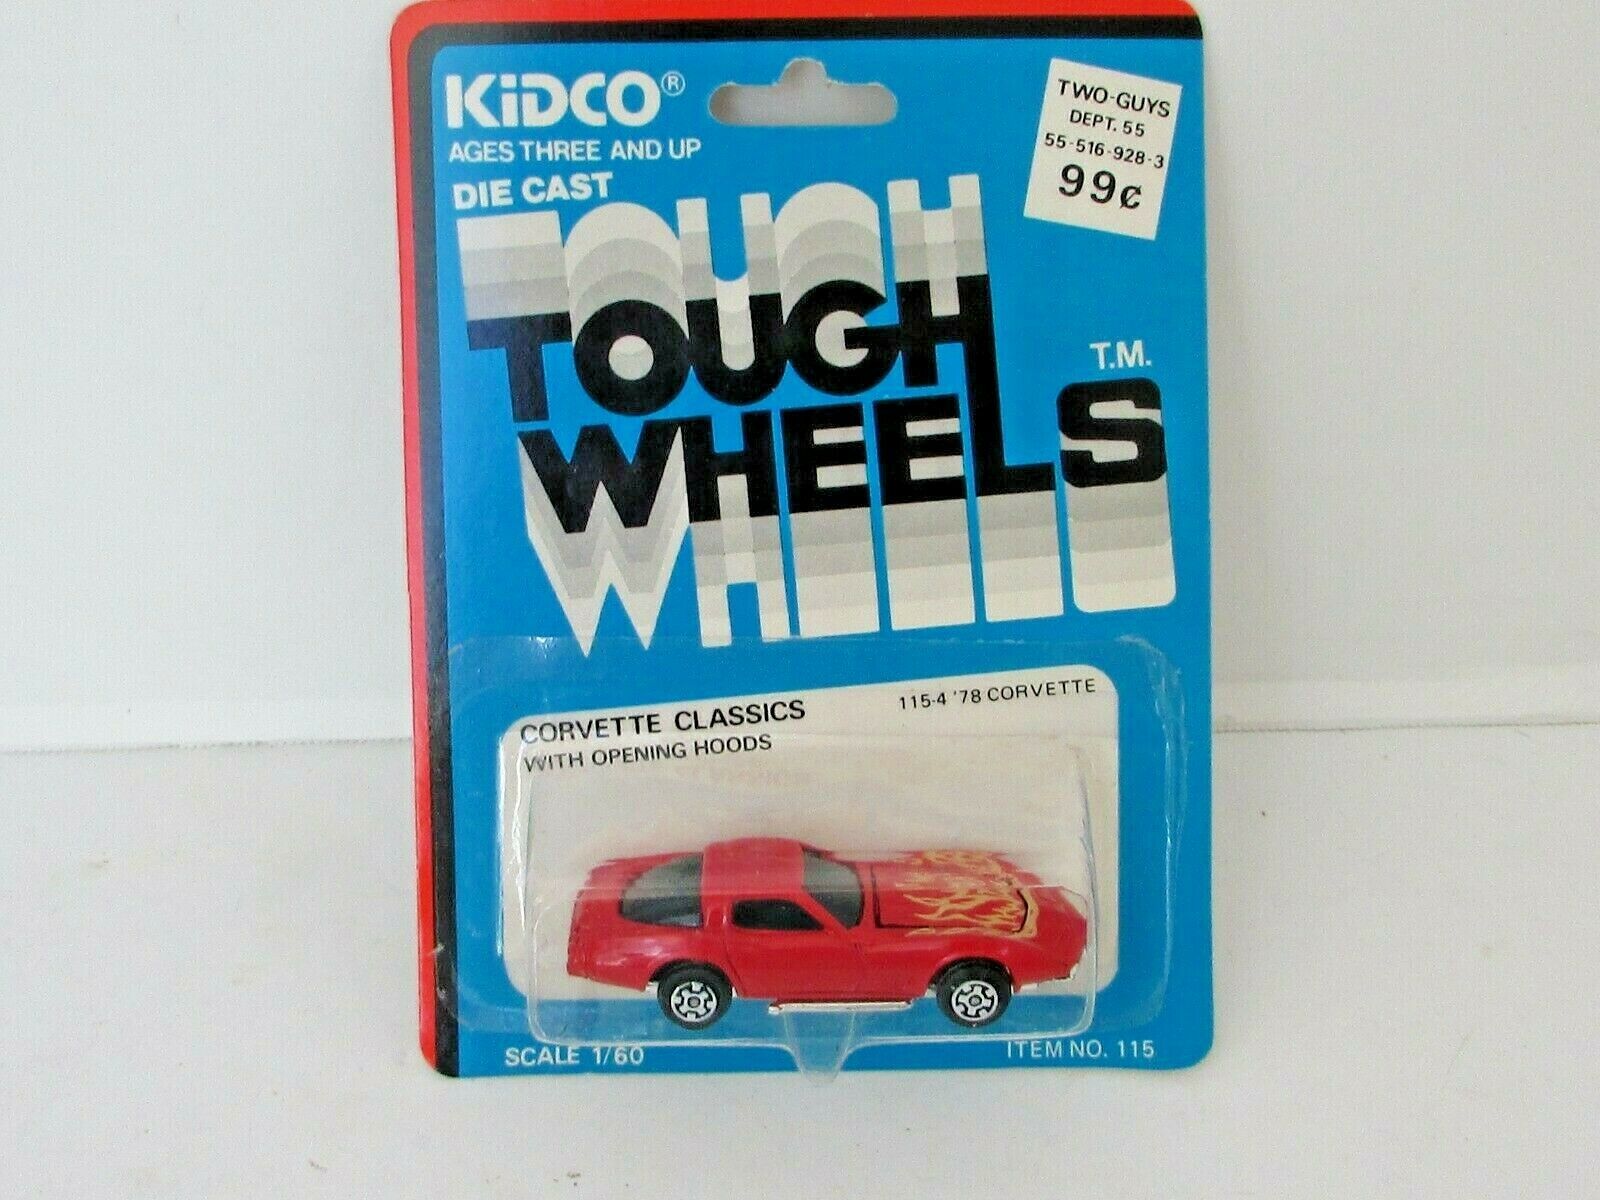 KiDCO®
AGES THREE AND UP
DIE CAST
TOUGH
WHEELS
T.M.
TWO-GUYS
DEPT. 55
55-516-928-3
99¢
CORVETTE CLASSICS
WITH OPENING HOODS
115-4 '78 CORVETTE
SCALE 1/60
ITEM NO. 115